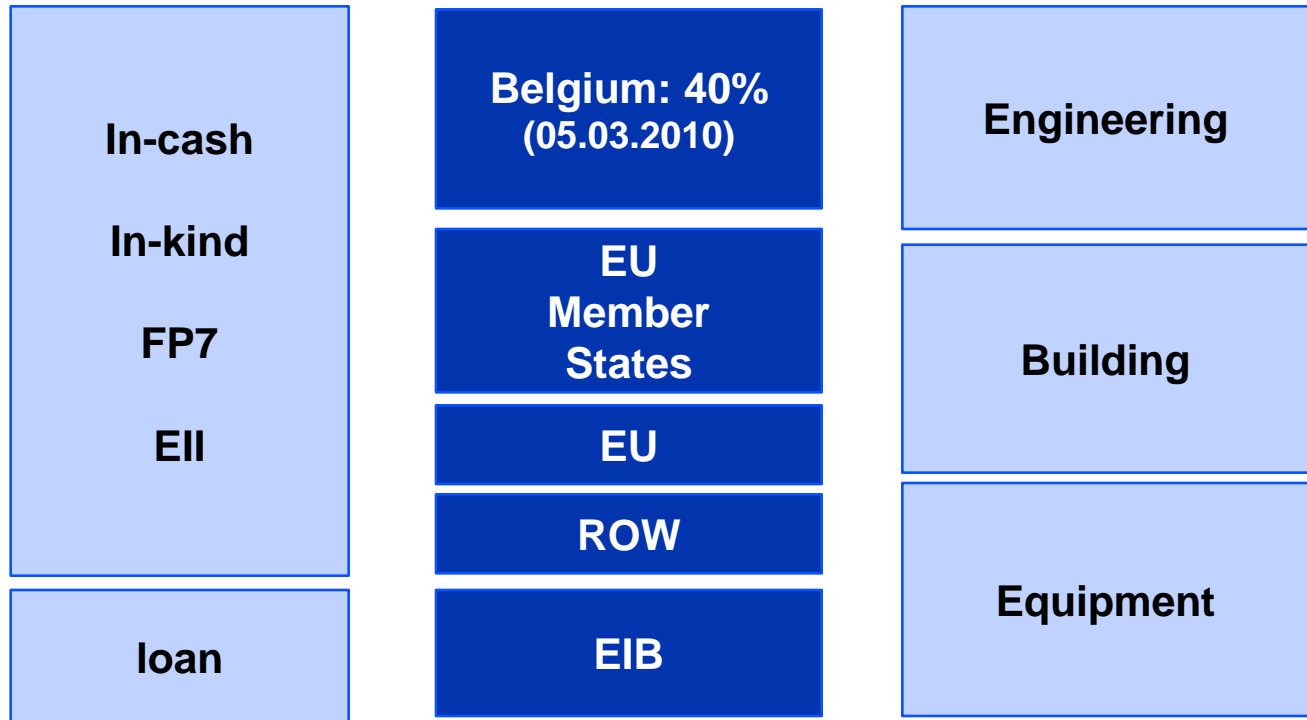 In-cash
In-kind
FP7
EII
loan
Belgium: 40%
(05.03.2010)
EU
Member
States
EU
ROW
EIB
Engineering
Building
Equipment